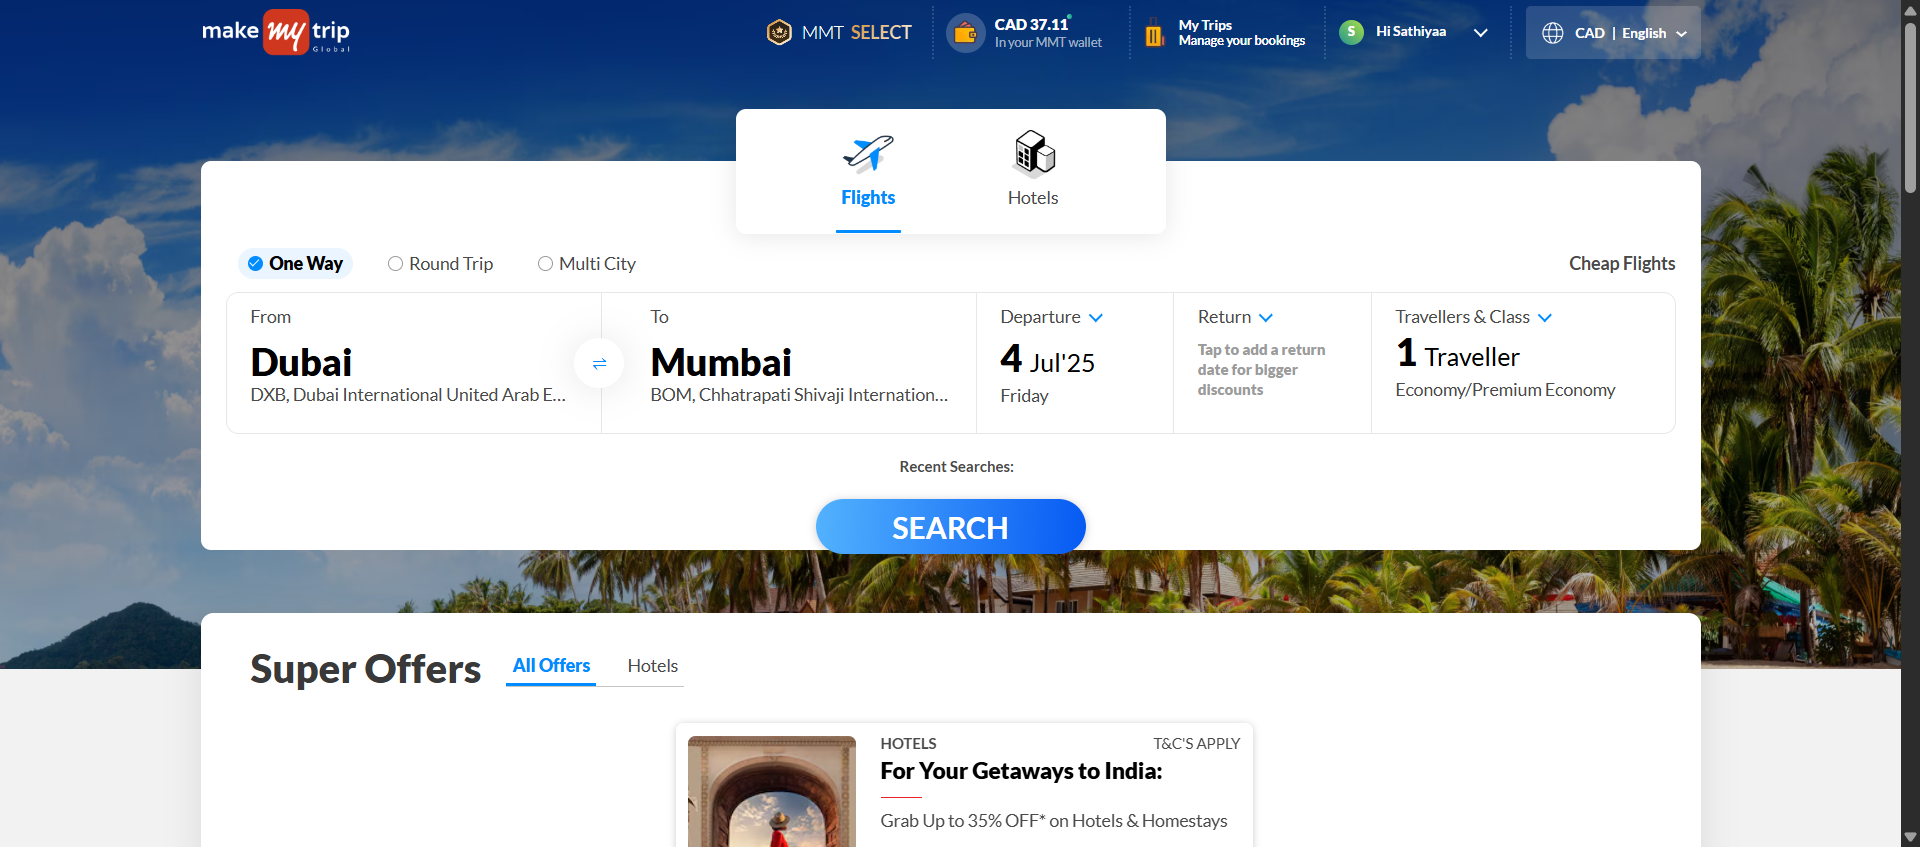 make my trip
Global
MMT SELECT
CAD 37.11
In your MMT wallet
My Trips
Manage your bookings
S
Hi Sathiyaa
CAD | English
Flights
Hotels
One Way
Round Trip
Multi City
Cheap Flights
From
Dubai
DXB, Dubai International United Arab E...
To
Mumbai
BOM, Chhatrapati Shivaji Internation...
Departure
4 Jul'25
Friday
Return
Tap to add a return
date for bigger
discounts
Travellers & Class
1 Traveller
Economy/Premium Economy
Recent Searches:
SEARCH
Super Offers
All Offers
Hotels
HOTELS
T&C'S APPLY
For Your Getaways to India:
Grab Up to 35% OFF* on Hotels & Homestays